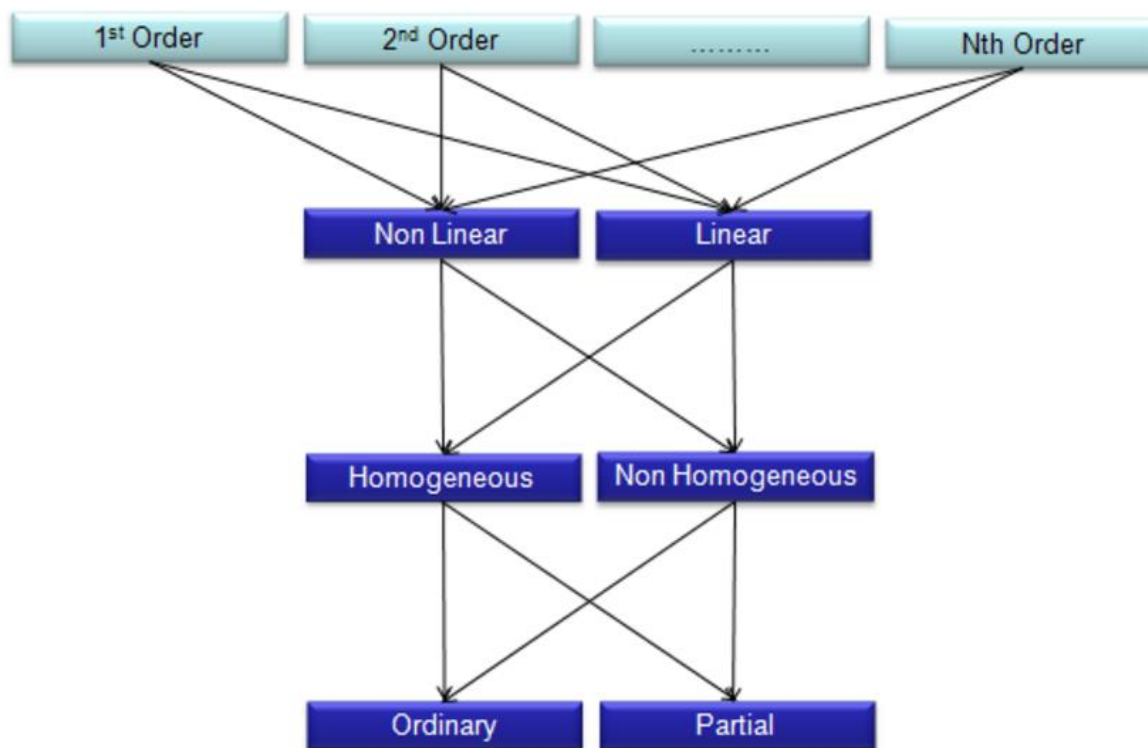 1st Order
2nd Order
.........
Nth Order
Non Linear
Linear
Homogeneous
Non Homogeneous
Ordinary
Partial